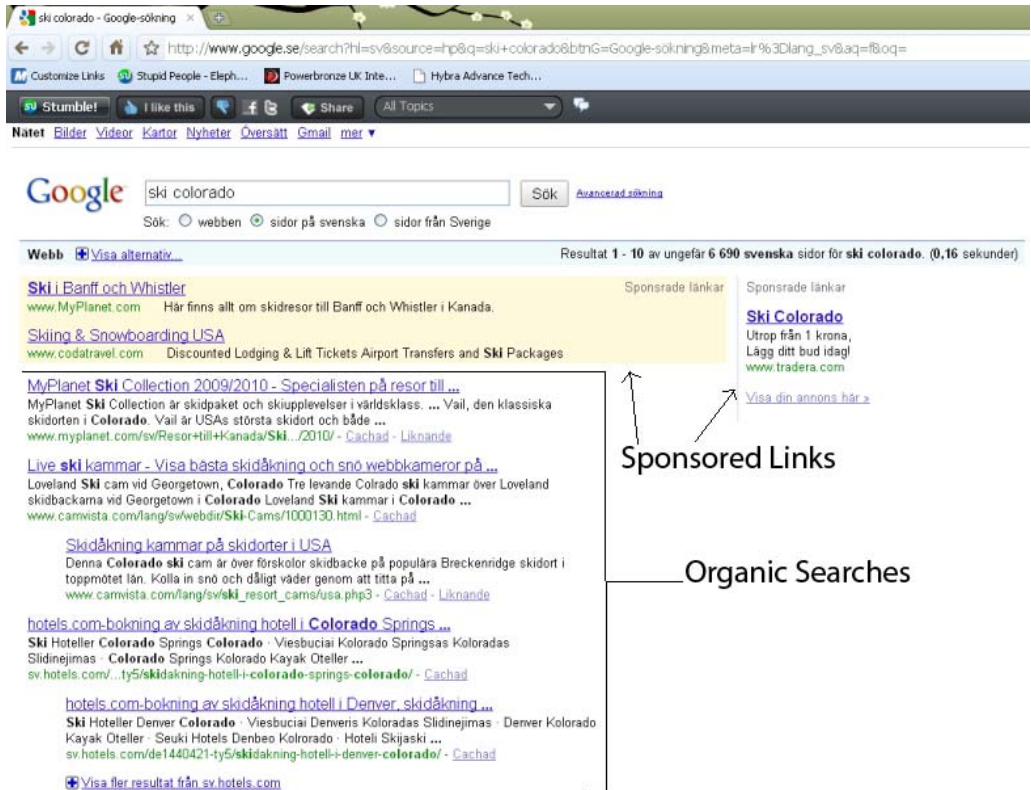 ski colorado - Google-sökning
http://www.google.se/search?hl=sv&source=hp&q=ski+colorado&btnG=Google-sökning&meta=lr%3Dlang_sv&aq=f&oq=
Customize Links Stupid People - Eleph... Powerbronze UK Inte... Hybra Advance Tech...
Stumble! I like this Share All Topics
Nätet Bilder Videor Kartor Nyheter Översätt Gmail mer ▼
Google ski colorado Sök Avancerad sökning
Sök: webben sidor på svenska sidor från Sverige
Webb Visa alternativ... Resultat 1 - 10 av ungefär 6 690 svenska sidor för ski colorado. (0,16 sekunder)
Ski i Banff och Whistler Sponsrade länkar
www.MyPlanet.com Här finns allt om skidresor till Banff och Whistler i Kanada.
Skiing & Snowboarding USA
www.codatravel.com Discounted Lodging & Lift Tickets Airport Transfers and Ski Packages
Sponsrade länkar
Ski Colorado
Utrop från 1 krona,
Lägg ditt bud idag!
www.tradera.com
Visa din annons här »
Sponsored Links
MyPlanet Ski Collection 2009/2010 - Specialisten på resor till ...
MyPlanet Ski Collection är skidpaket och skiupplevelser i världsklass. ... Vail, den klassiska
skidorten i Colorado. Vail är USAs största skidort och både ...
www.myplanet.com/sv/Resor+till+Kanada/Ski.../2010/ - Cachad - Liknande
Live ski kammar - Visa bästa skidåkning och snö webbkameror på ...
Loveland Ski cam vid Georgetown, Colorado Tre levande Colrado ski kammar över Loveland
skidbackarna vid Georgetown i Colorado Loveland Ski kammar i Colorado ...
www.camvista.com/lang/sv/webdir/Ski-Cams/1000130.html - Cachad
Skidåkning kammar på skidorter i USA
Denna Colorado ski cam är över förskolor skidbacke på populära Breckenridge skidort i
toppmötet län. Kolla in snö och dåligt väder genom att titta på ...
www.camvista.com/lang/sv/ski_resort_cams/usa.php3 - Cachad - Liknande
Organic Searches
hotels.com-bokning av skidåkning hotell i Colorado Springs ...
Ski Hoteller Colorado Springs Colorado · Viesbuciai Kolorado Springsas Koloradas
Slidinejimas · Colorado Springs Kolorado Kayak Oteller ...
sv.hotels.com/...ty5/skidakning-hotell-i-colorado-springs-colorado/ - Cachad
hotels.com-bokning av skidåkning hotell i Denver, skidåkning ...
Ski Hoteller Denver Colorado · Viesbuciai Denveris Koloradas Slidinejimas · Denver Kolorado
Kayak Oteller · Seuki Hotels Denbeo Kolrorado · Hoteli Skijaski ...
sv.hotels.com/de1440421-ty5/skidakning-hotell-i-denver-colorado/ - Cachad
Visa fler resultat från sv.hotels.com